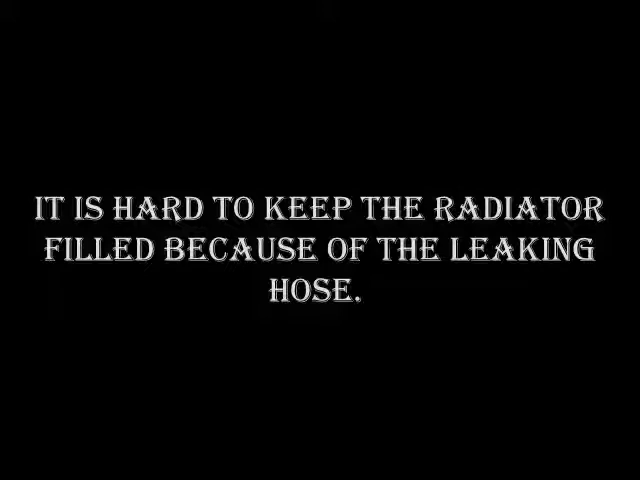 IT IS HARD TO KEEP THE RADIATOR
FILLED BECAUSE OF THE LEAKING
HOSE.